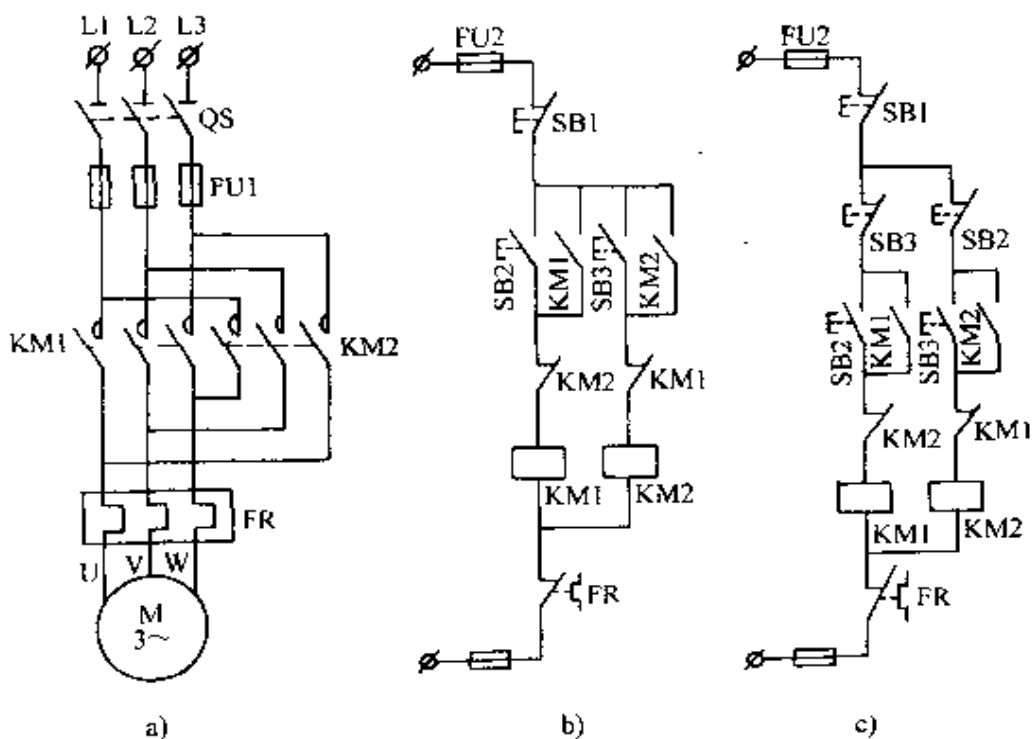 L1 L2 L3
QS
FU1
KM1
KM2
FR
U V W
M
3～
a)
FU2
SB1
SB2
KM1
SB3
KM2
KM2
KM1
KM1
KM2
FR
b)
FU2
SB1
SB3
SB2
SB2
KM1
SB3
KM2
KM2
KM1
KM1
KM2
FR
c)